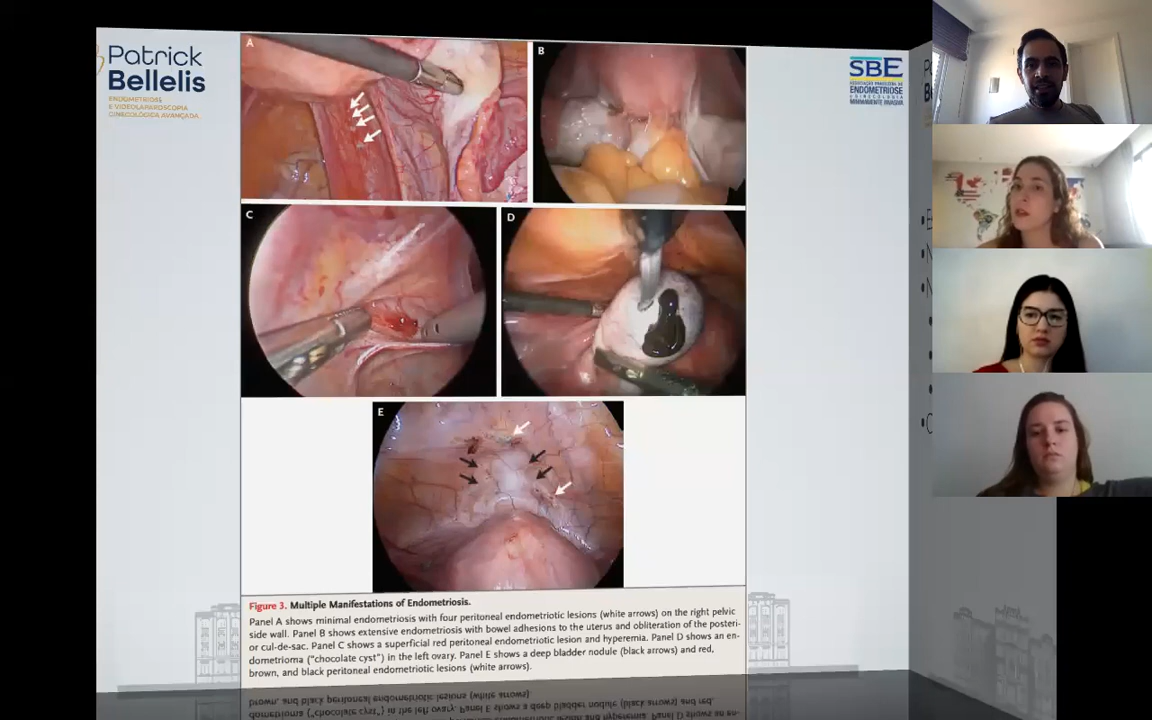 Patrick
Bellelis
ENDOMETRIOSE
E VIDEOLAPAROSCOPIA
GINECOLÓGICA AVANÇADA
SBE
ENDOMETRIOSE
MINIMAMENTE INVASIVA
A
B
C
D
E
Figure 3. Multiple Manifestations of Endometriosis.
Panel A shows minimal endometriosis with four peritoneal endometriotic lesions (white arrows) on the right pelvic
side wall. Panel B shows extensive endometriosis with bowel adhesions to the uterus and obliteration of the posteri-
or cul-de-sac. Panel C shows a superficial red peritoneal endometriotic lesion and hyperemia. Panel D shows an en-
dometrioma (“chocolate cyst”) in the left ovary. Panel E shows a deep bladder nodule (black arrows) and red,
brown, and black peritoneal endometriotic lesions (white arrows).